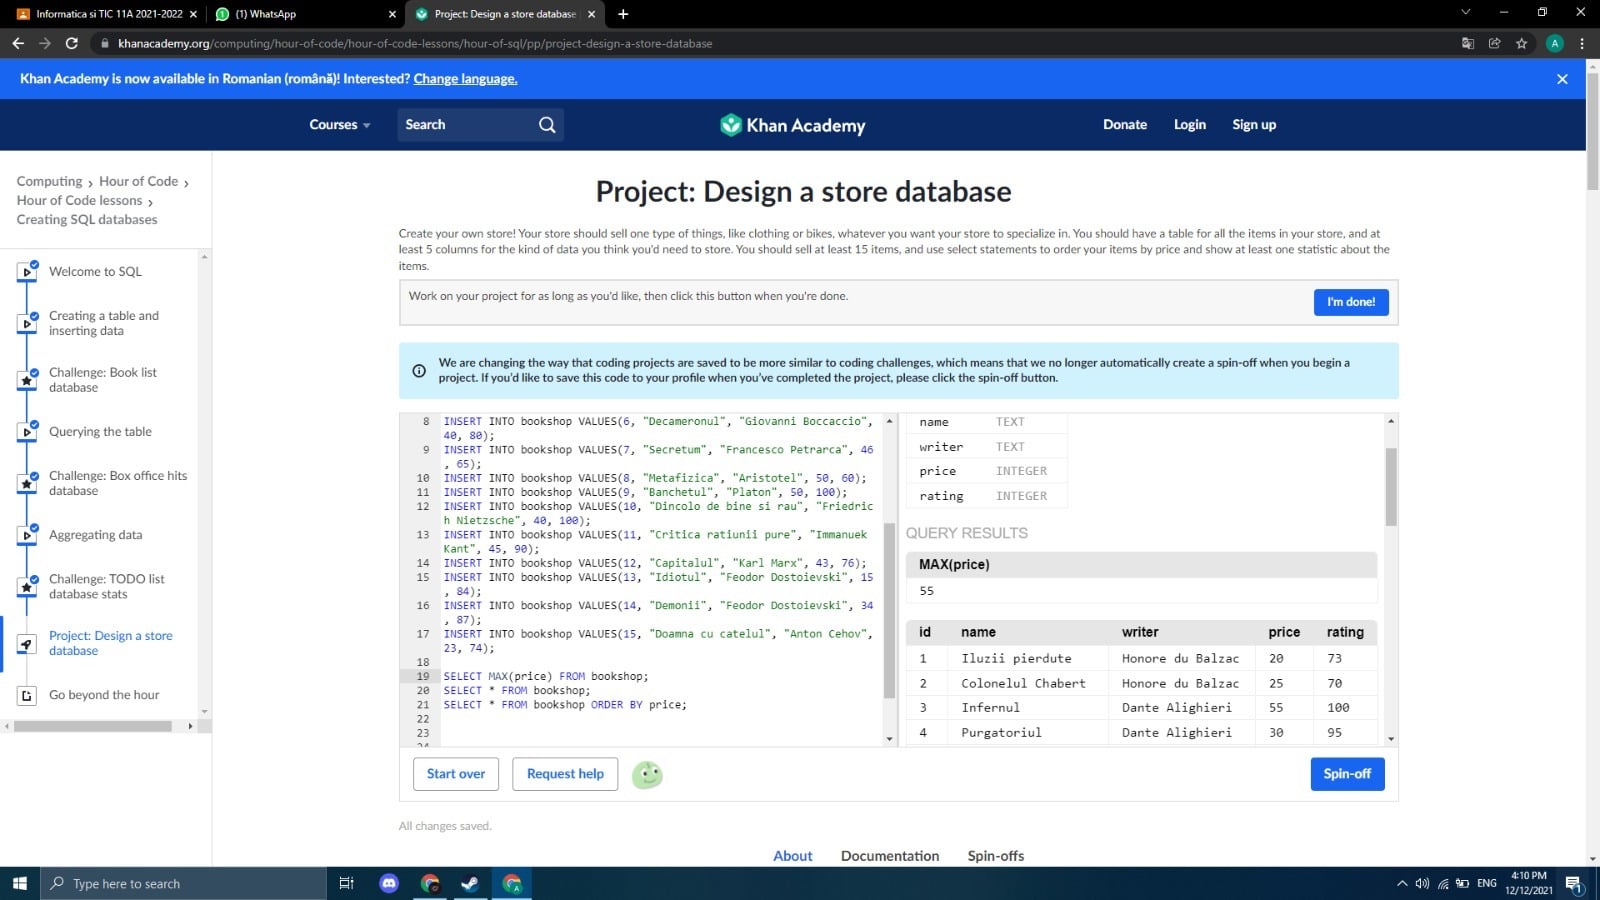 Informatica si TIC 11A 2021-2022
(1) WhatsApp
Project: Design a store database
khanacademy.org/computing/hour-of-code/hour-of-code-lessons/hour-of-sql/pp/project-design-a-store-database
A
Khan Academy is now available in Romanian (română)! Interested? Change language.
Courses
Search
Khan Academy
Donate
Login
Sign up
Computing
Hour of Code
Hour of Code lessons
Creating SQL databases
Welcome to SQL
Creating a table and
inserting data
Challenge: Book list
database
Querying the table
Challenge: Box office hits
database
Aggregating data
Challenge: TODO list
database stats
Project: Design a store
database
Go beyond the hour
Project: Design a store database
Create your own store! Your store should sell one type of things, like clothing or bikes, whatever you want your store to specialize in. You should have a table for all the items in your store, and at
least 5 columns for the kind of data you think you'd need to store. You should sell at least 15 items, and use select statements to order your items by price and show at least one statistic about the
items.
Work on your project for as long as you'd like, then click this button when you're done.
I'm done!
We are changing the way that coding projects are saved to be more similar to coding challenges, which means that we no longer automatically create a spin-off when you begin a
project. If you'd like to save this code to your profile when you've completed the project, please click the spin-off button.
8 INSERT INTO bookshop VALUES(6, "Decameronul", "Giovanni Boccaccio",
40, 80);
9 INSERT INTO bookshop VALUES(7, "Secretum", "Francesco Petrarca", 46
, 65);
10 INSERT INTO bookshop VALUES(8, "Metafizica", "Aristotel", 50, 60);
11 INSERT INTO bookshop VALUES(9, "Banchetul", "Platon", 50, 100);
12 INSERT INTO bookshop VALUES(10, "Dincolo de bine si rau", "Friedric
h Nietzsche", 40, 100);
13 INSERT INTO bookshop VALUES(11, "Critica ratiunii pure", "Immanuek
Kant", 45, 90);
14 INSERT INTO bookshop VALUES(12, "Capitalul", "Karl Marx", 43, 76);
15 INSERT INTO bookshop VALUES(13, "Idiotul", "Feodor Dostoievski", 15
, 84);
16 INSERT INTO bookshop VALUES(14, "Demonii", "Feodor Dostoievski", 34
, 87);
17 INSERT INTO bookshop VALUES(15, "Doamna cu catelul", "Anton Cehov",
23, 74);
18
19 SELECT MAX(price) FROM bookshop;
20 SELECT * FROM bookshop;
21 SELECT * FROM bookshop ORDER BY price;
22
23
24
name TEXT
writer TEXT
price INTEGER
rating INTEGER
QUERY RESULTS
MAX(price)
55
id name writer price rating
1 Iluzii pierdute Honore du Balzac 20 73
2 Colonelul Chabert Honore du Balzac 25 70
3 Infernul Dante Alighieri 55 100
4 Purgatoriul Dante Alighieri 30 95
Start over
Request help
Spin-off
All changes saved.
About
Documentation
Spin-offs
Type here to search
ENG
4:10 PM
12/12/2021
1